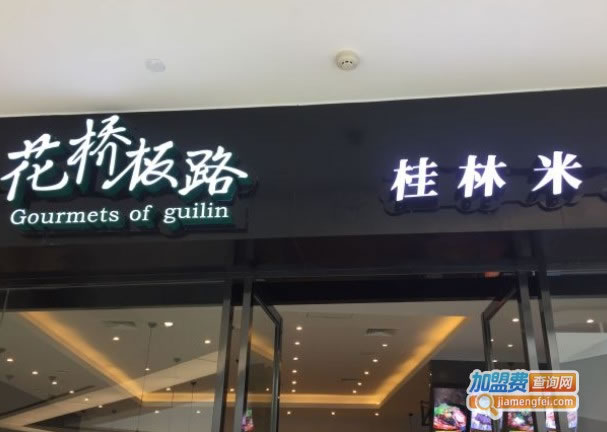 花桥板路
Gourmets of guilin
桂林米
加盟费查询网
jiamengfei.com